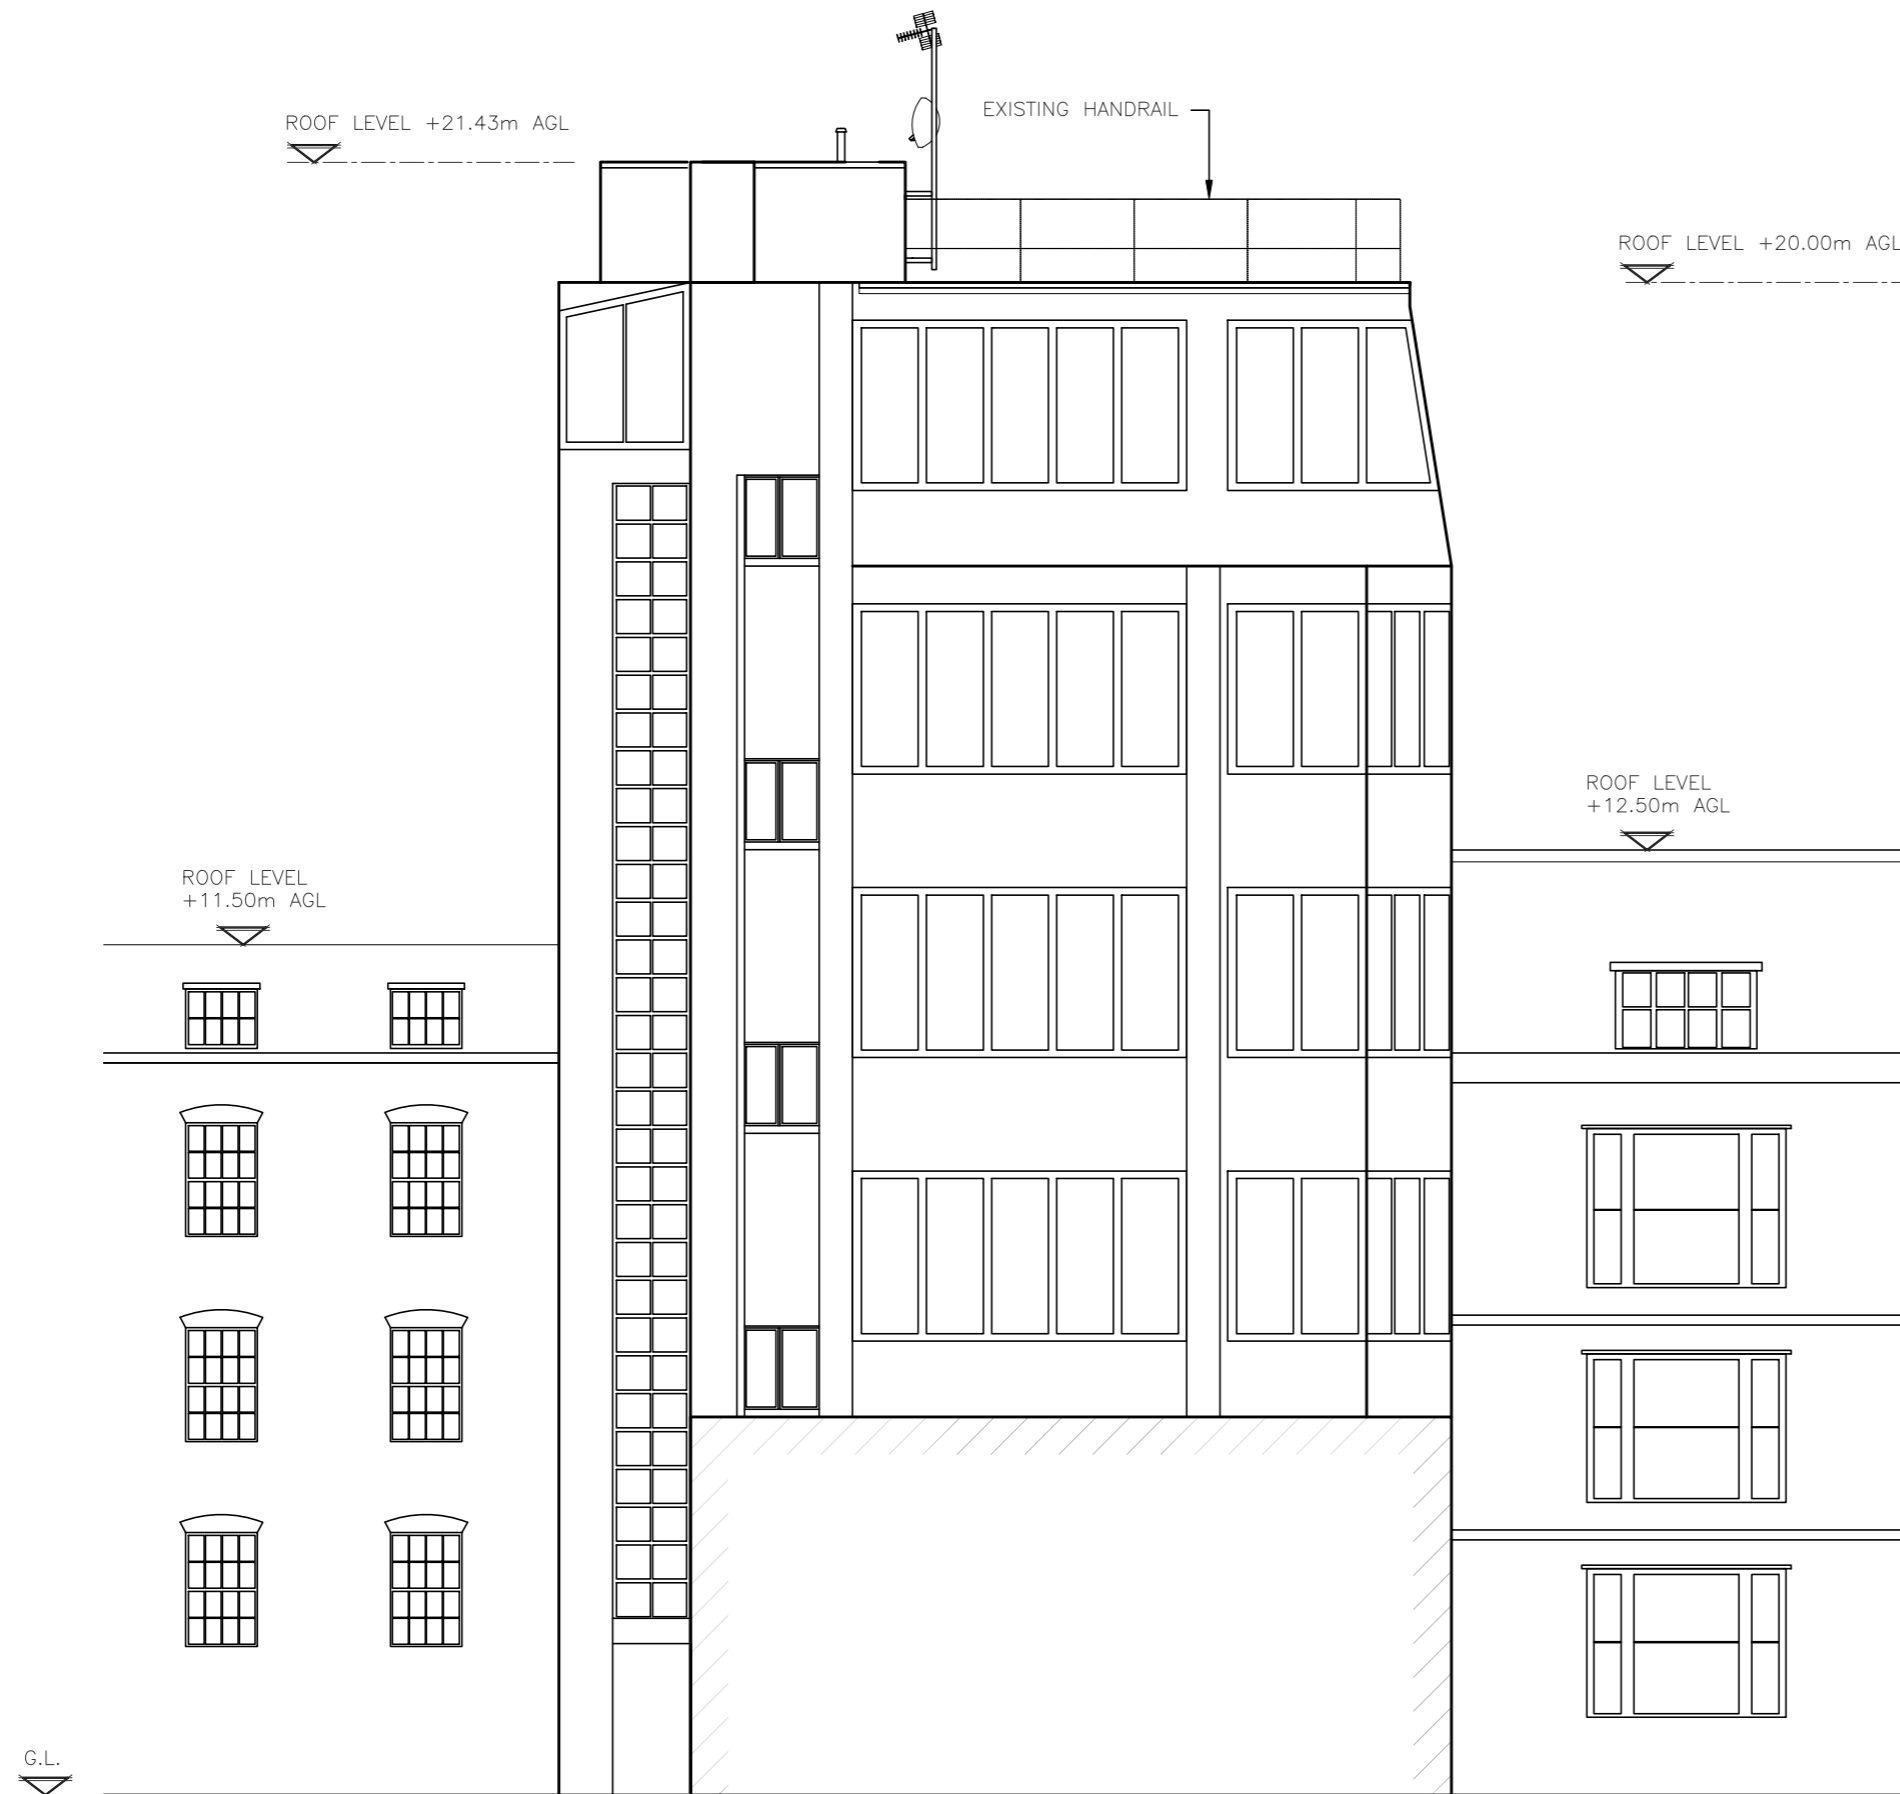 EXISTING HANDRAIL
ROOF LEVEL +21.43m AGL
ROOF LEVEL +20.00m AGL
ROOF LEVEL
+12.50m AGL
ROOF LEVEL
+11.50m AGL
G.L.